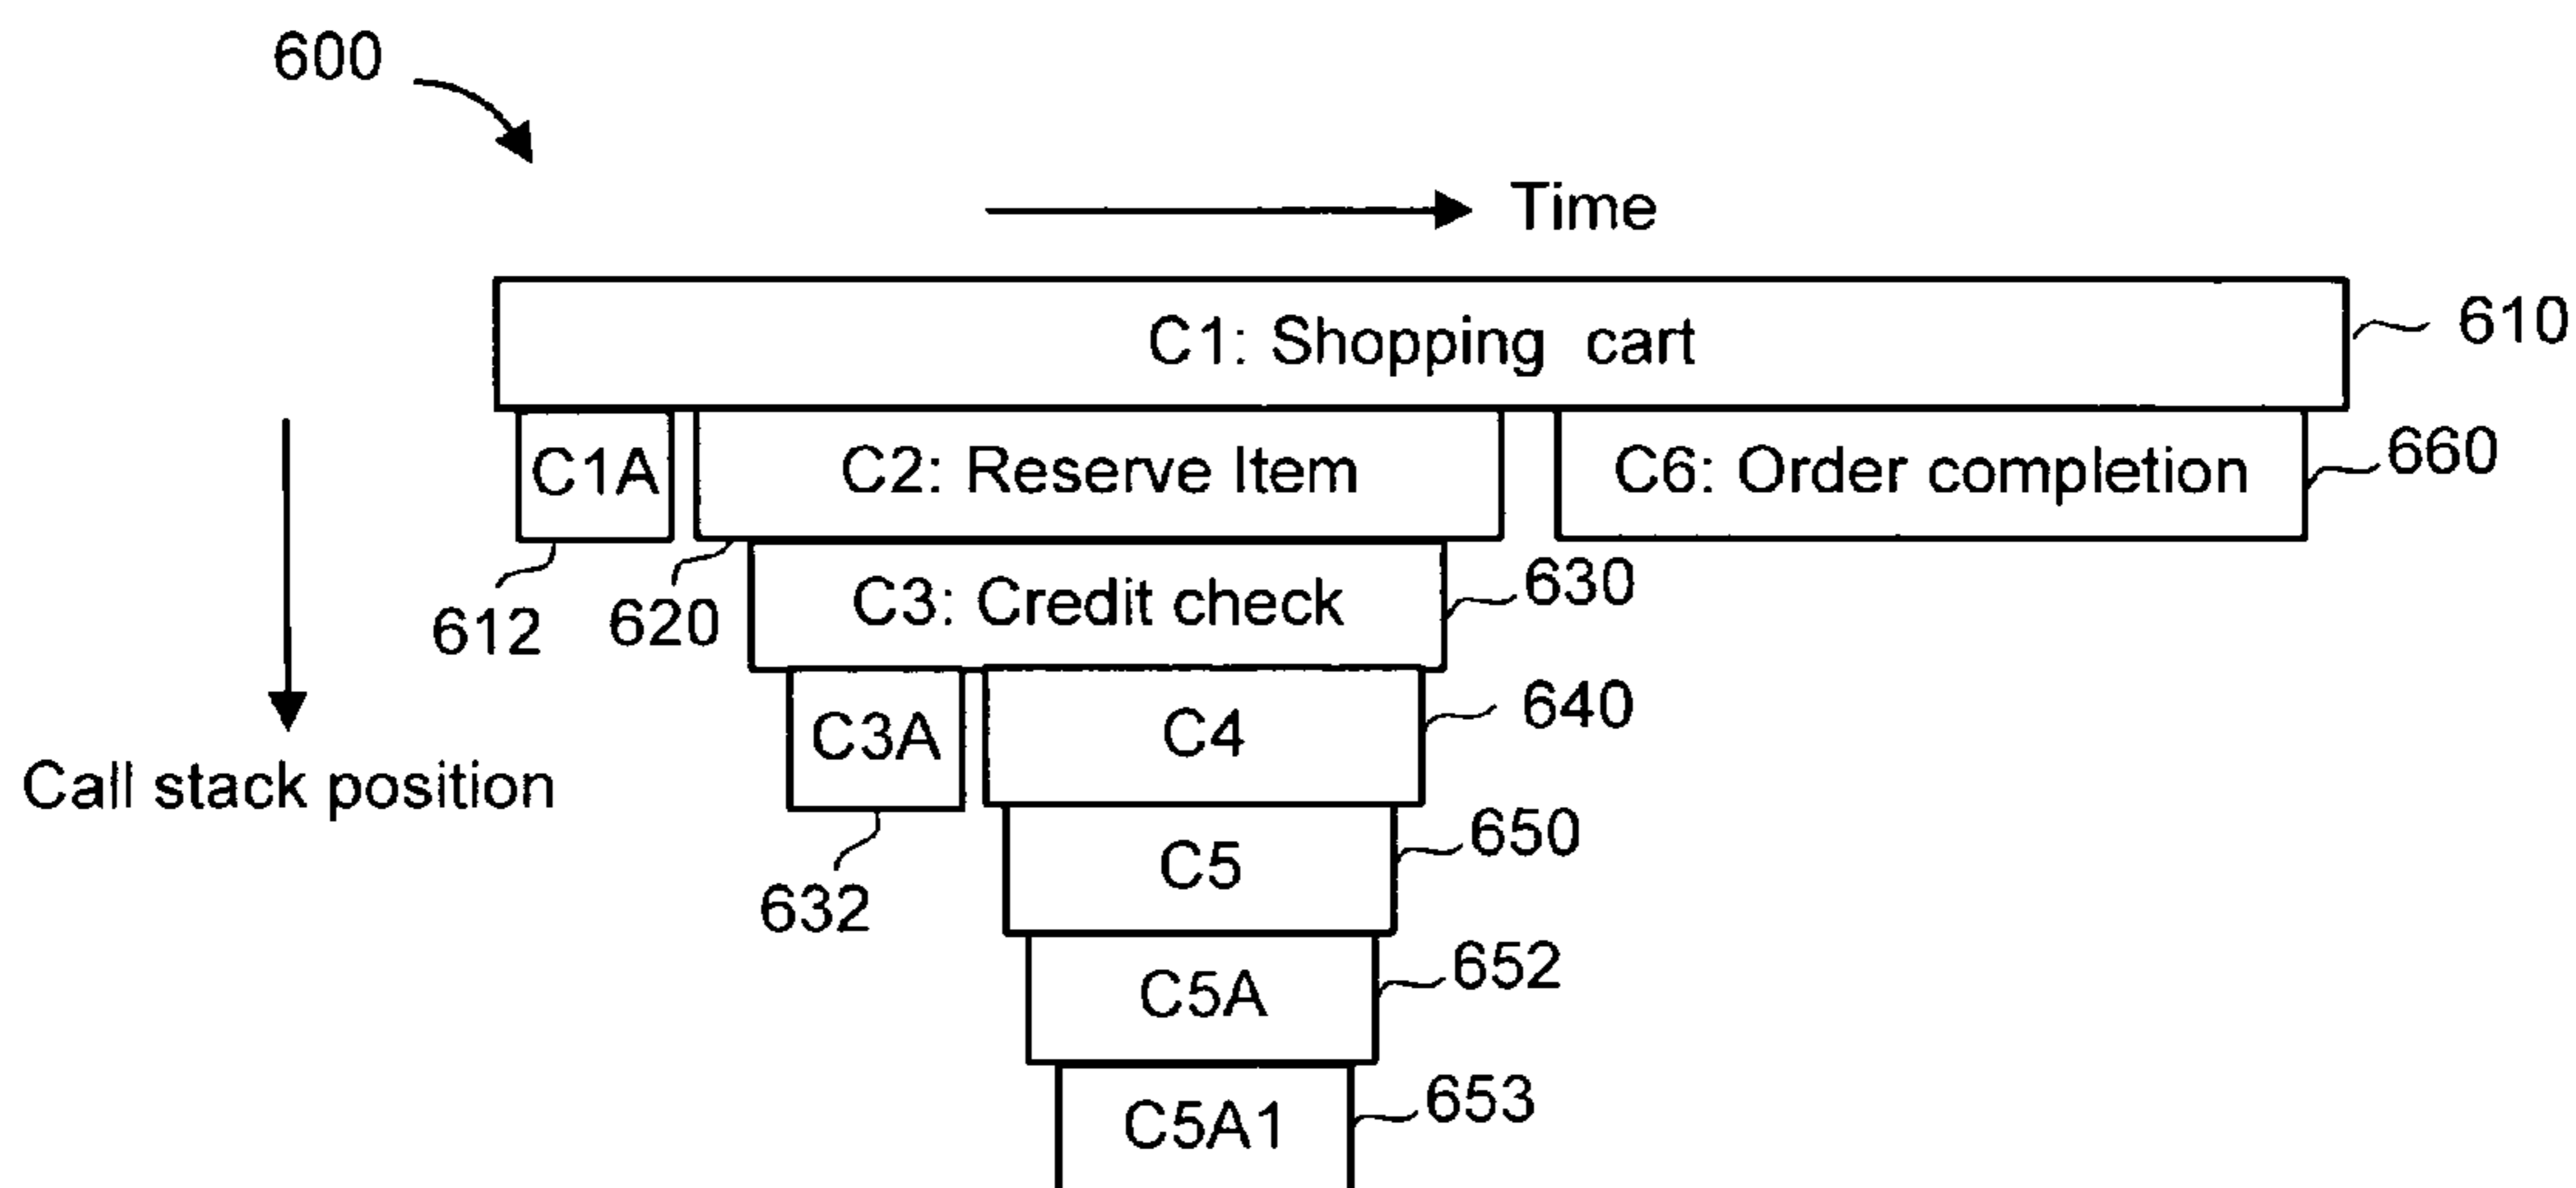 600
Time
C1: Shopping cart
610
C1A
C2: Reserve Item
C6: Order completion
660
612
620
C3: Credit check
630
C3A
C4
640
Call stack position
632
C5
650
C5A
652
C5A1
653